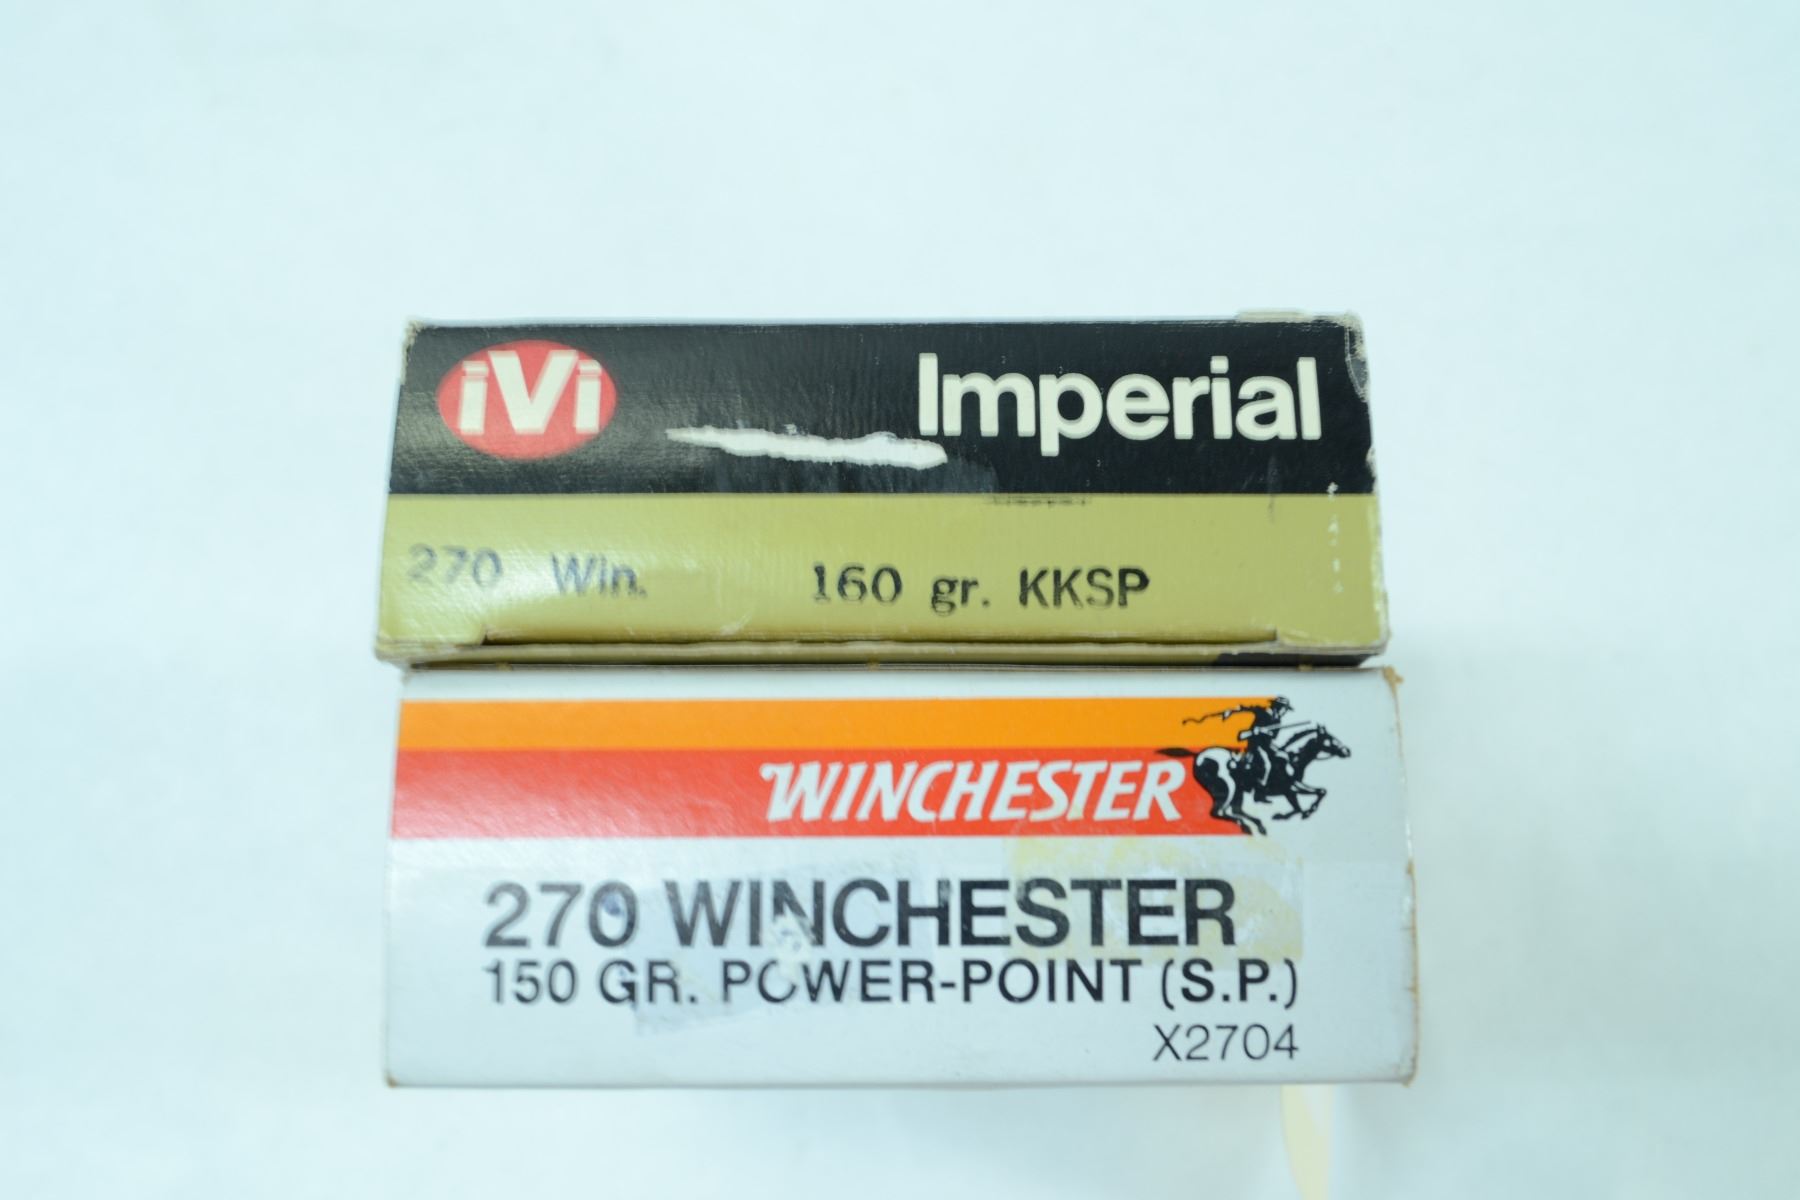 iVi Imperial
270 Win. 160 gr. KKSP
WINCHESTER
270 WINCHESTER
150 GR. POWER-POINT (S.P.)
X2704